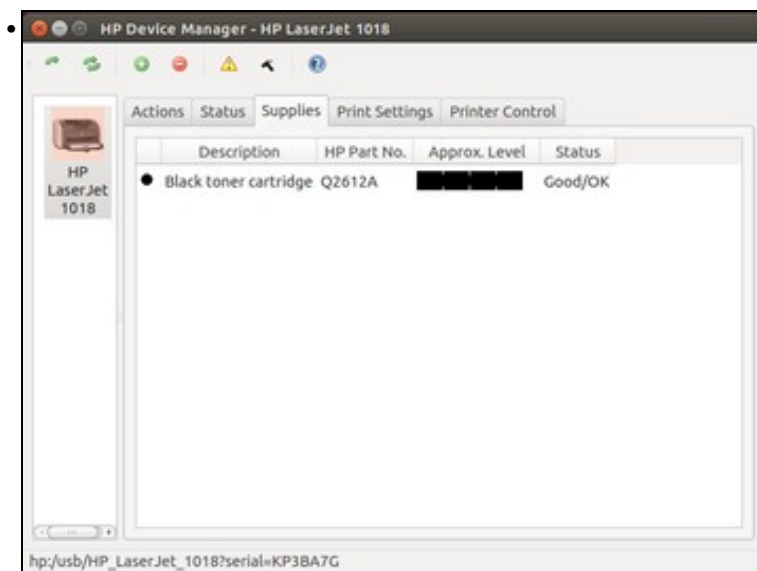 HP Device Manager - HP LaserJet 1018
Actions Status Supplies Print Settings Printer Control
Description HP Part No. Approx. Level Status
Black toner cartridge Q2612A Good/OK
HP
LaserJet
1018
hp:/usb/HP_LaserJet_1018?serial=KP3BA7G